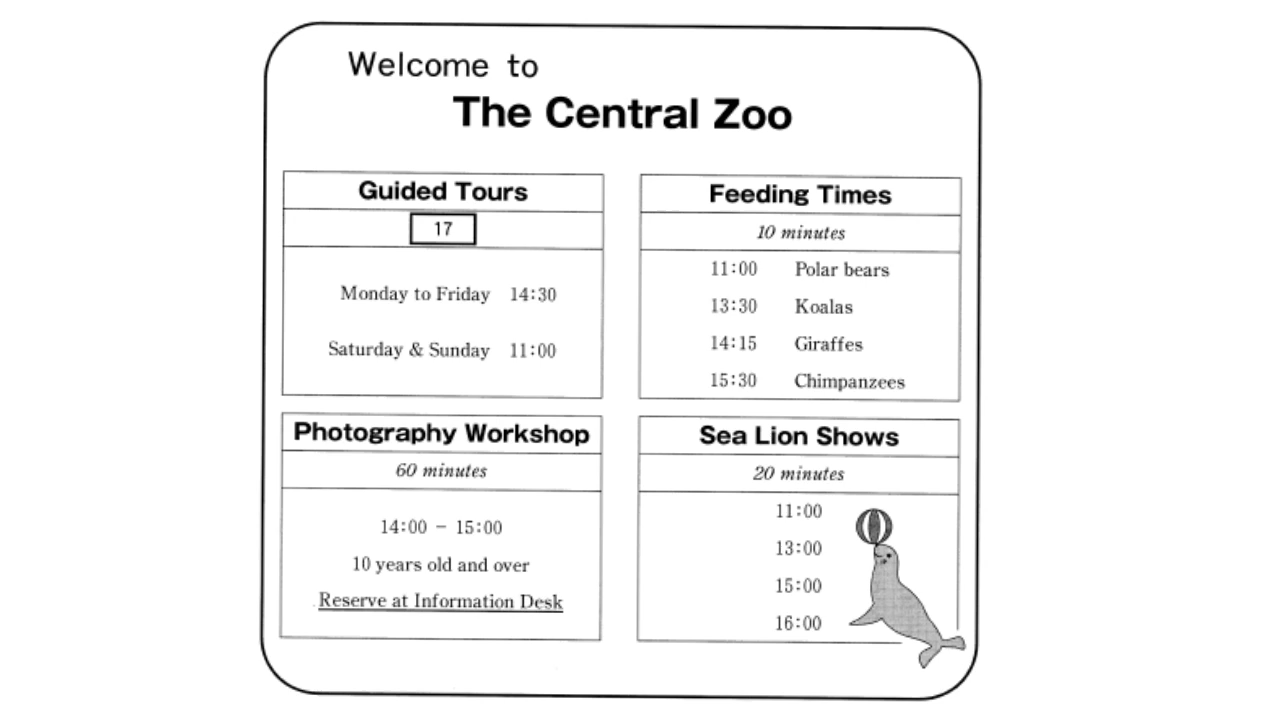 Welcome to
The Central Zoo
Guided Tours
17
Monday to Friday 14:30
Saturday & Sunday 11:00
Feeding Times
10 minutes
11:00 Polar bears
13:30 Koalas
14:15 Giraffes
15:30 Chimpanzees
Photography Workshop
60 minutes
14:00 – 15:00
10 years old and over
Reserve at Information Desk
Sea Lion Shows
20 minutes
11:00
13:00
15:00
16:00